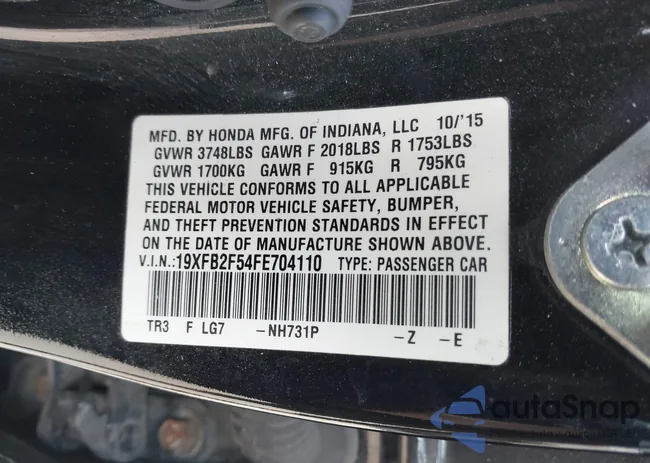 MFD. BY HONDA MFG. OF INDIANA, LLC 10/'15
GVWR 3748LBS GAWR F 2018LBS R 1753LBS
GVWR 1700KG GAWR F 915KG R 795KG
THIS VEHICLE CONFORMS TO ALL APPLICABLE
FEDERAL MOTOR VEHICLE SAFETY, BUMPER,
AND THEFT PREVENTION STANDARDS IN EFFECT
ON THE DATE OF MANUFACTURE SHOWN ABOVE.
V.I.N.:19XFB2F54FE704110 TYPE: PASSENGER CAR
TR3 F LG7 -NH731P -Z -E
autoSnap